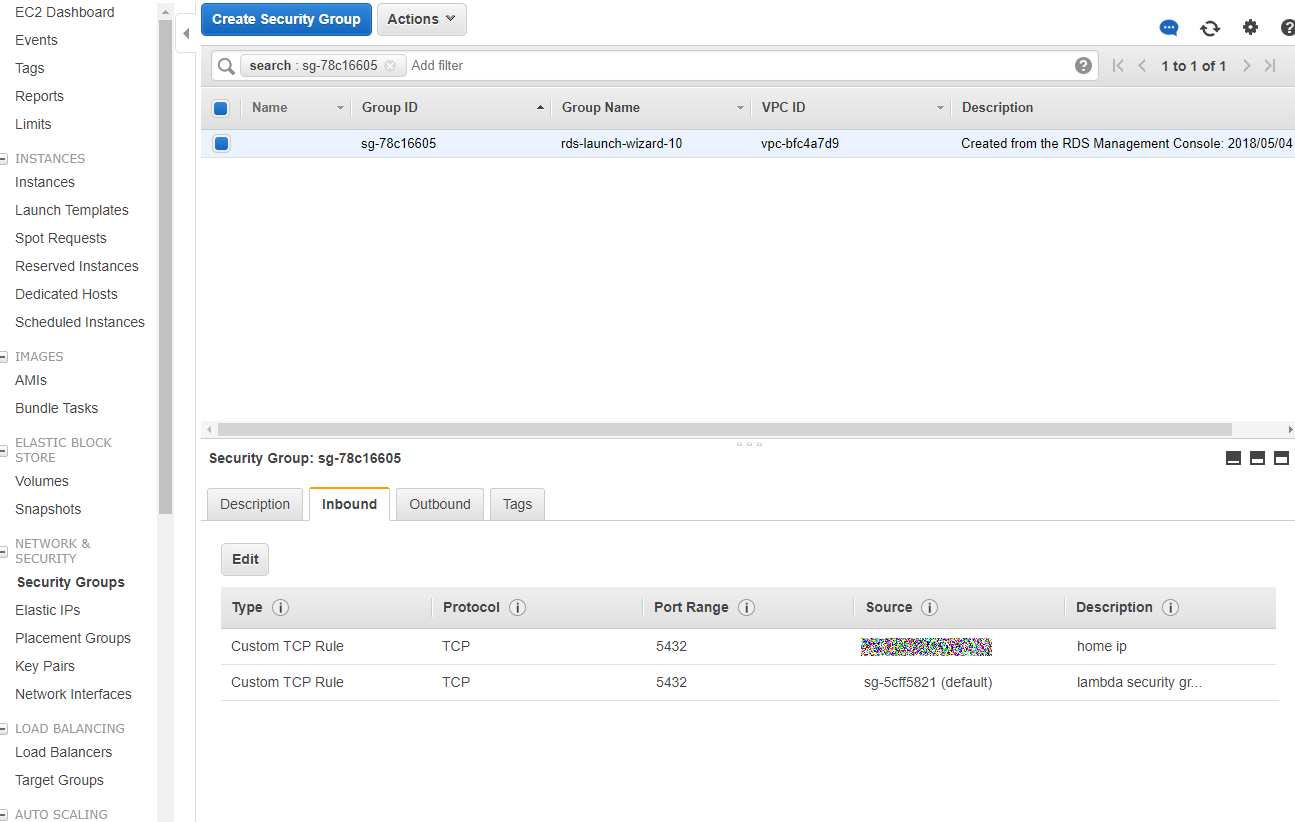 EC2 Dashboard
Events
Tags
Reports
Limits
INSTANCES
Instances
Launch Templates
Spot Requests
Reserved Instances
Dedicated Hosts
Scheduled Instances
IMAGES
AMIs
Bundle Tasks
ELASTIC BLOCK
STORE
Volumes
Snapshots
NETWORK &
SECURITY
Security Groups
Elastic IPs
Placement Groups
Key Pairs
Network Interfaces
LOAD BALANCING
Load Balancers
Target Groups
AUTO SCALING
Create Security Group Actions
search : sg-78c16605 Add filter 1 to 1 of 1
Name Group ID Group Name VPC ID Description
sg-78c16605 rds-launch-wizard-10 vpc-bfc4a7d9 Created from the RDS Management Console: 2018/05/04
Security Group: sg-78c16605
Description Inbound Outbound Tags
Edit
Type Protocol Port Range Source Description
Custom TCP Rule TCP 5432 home ip
Custom TCP Rule TCP 5432 sg-5cff5821 (default) lambda security gr...